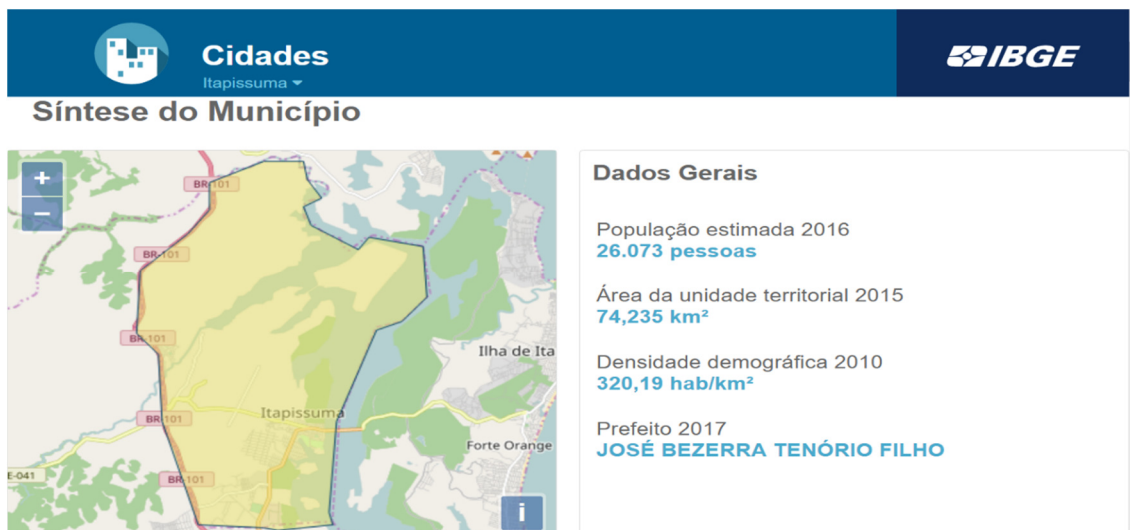 Cidades
IBGE
Itapissuma
Síntese do Município
+
−
BR-101
BR-101
BR-101
Ilha de Ita
Itapissuma
BR-101
Forte Orange
E-041
BR-101
i
Dados Gerais
População estimada 2016
26.073 pessoas
Área da unidade territorial 2015
74,235 km²
Densidade demográfica 2010
320,19 hab/km²
Prefeito 2017
JOSÉ BEZERRA TENÓRIO FILHO